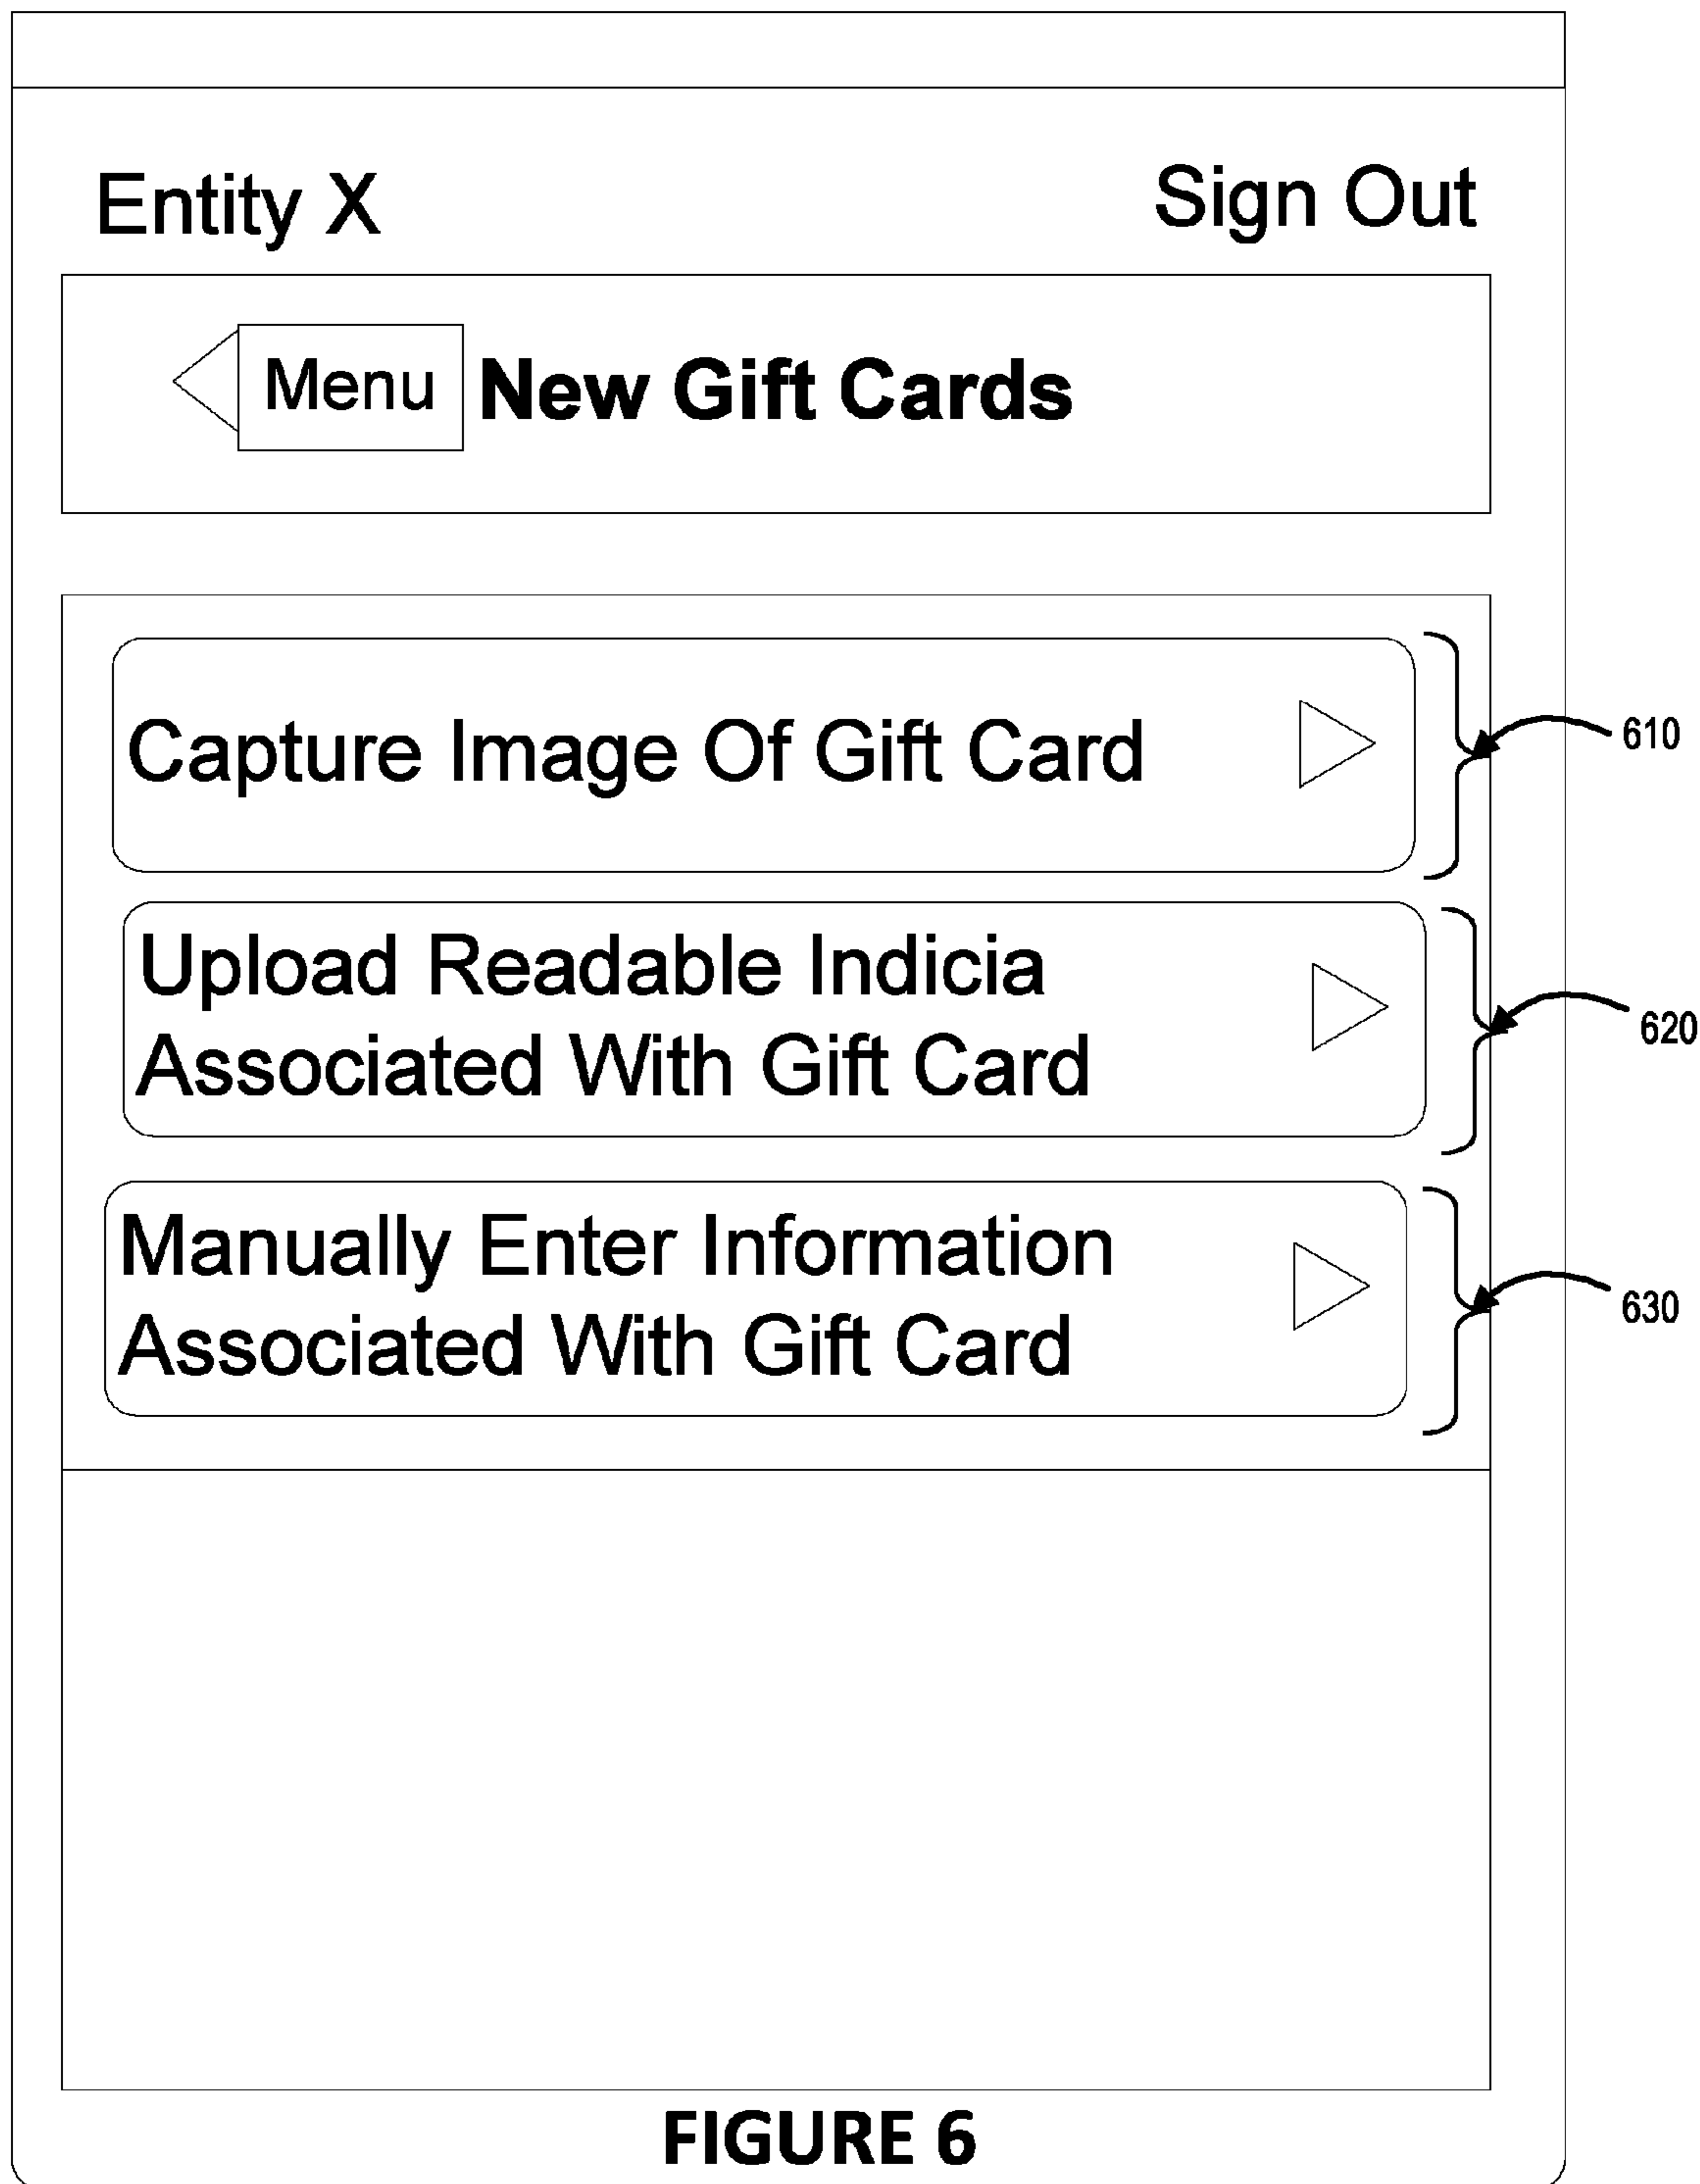 Entity X
Sign Out
Menu
New Gift Cards
Capture Image Of Gift Card
610
Upload Readable Indicia
Associated With Gift Card
620
Manually Enter Information
Associated With Gift Card
630
FIGURE 6